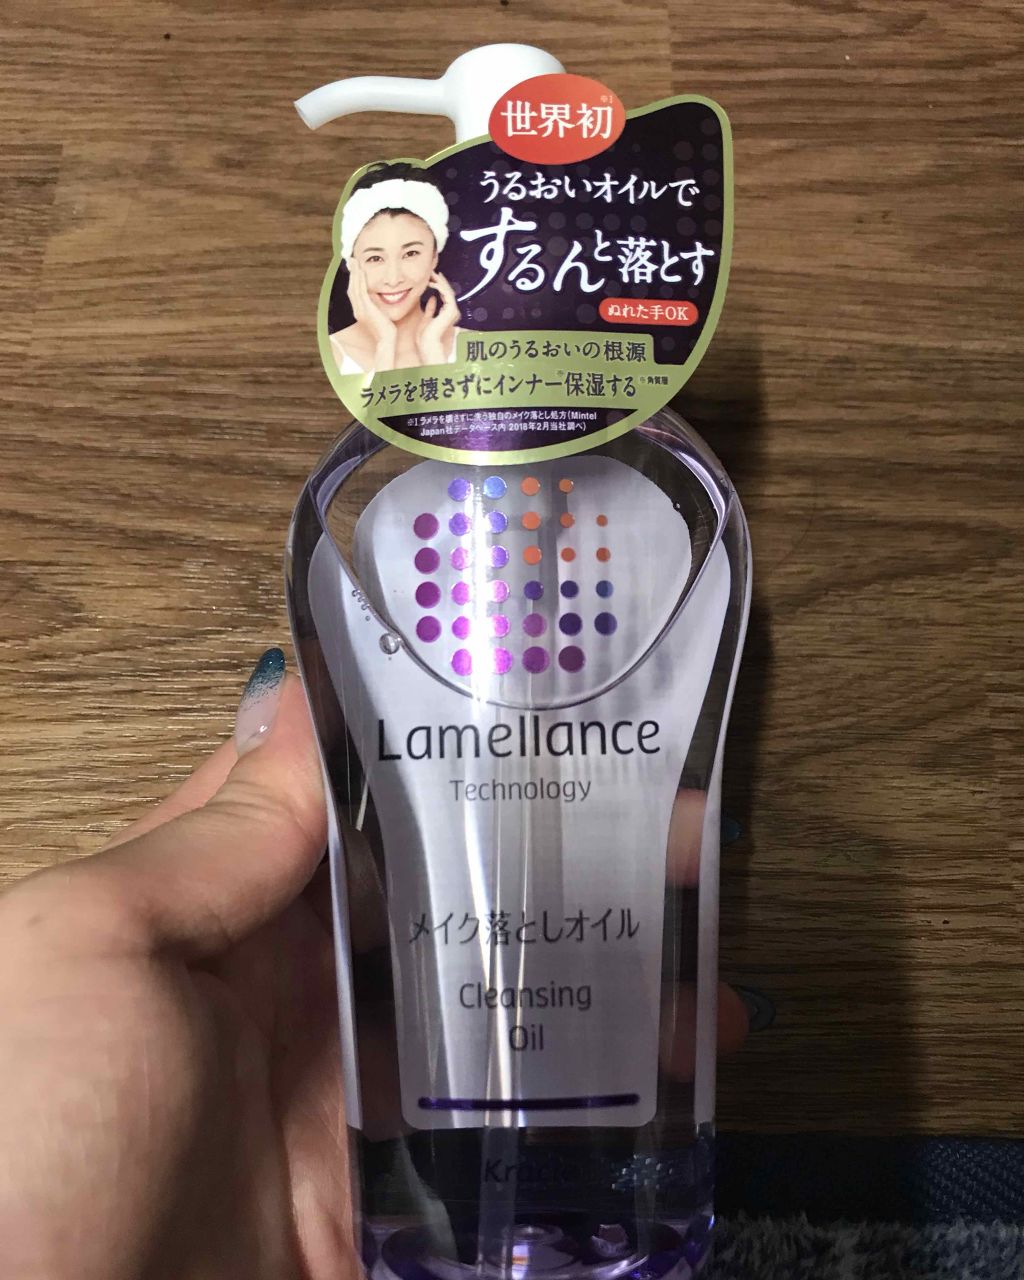 世界初※1
うるおいオイルで
するんと落とす
ぬれた手OK
肌のうるおいの根源
ラメラを壊さずにインナー※保湿する ※角質層
※1 ラメラを壊さずに洗う独自のメイク落とし処方(Mintel
Japan社データベース内 2018年2月当社調べ)
Lamellance
Technology
メイク落としオイル
Cleansing
Oil
Kracie